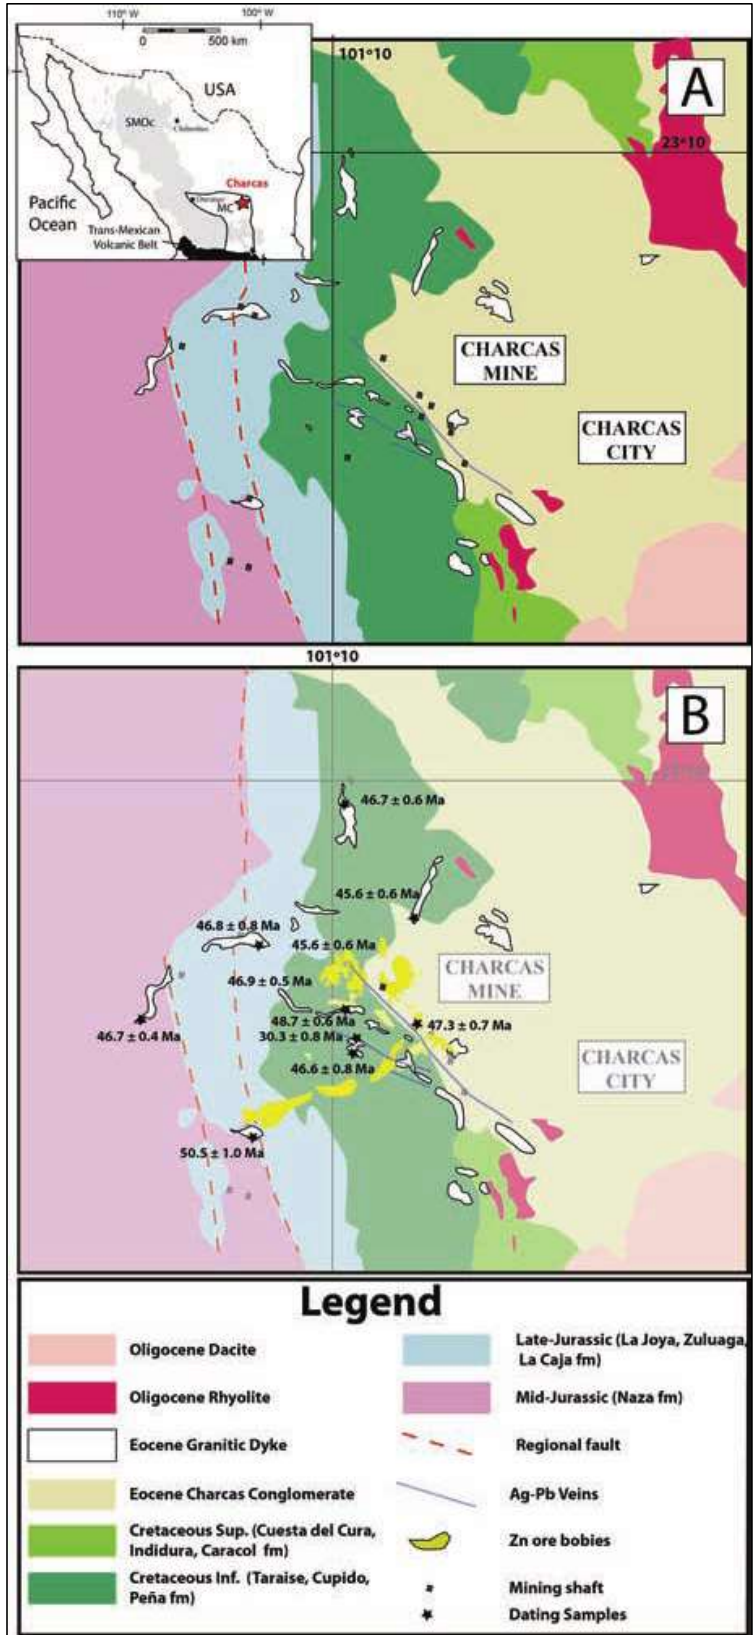 110° W
100° W
0 500 km
USA
SMOc
Chihuahua
Charcas
Durango
MC
Pacific
Ocean
Trans-Mexican
Volcanic Belt
101º10
A
23º10
CHARCAS
MINE
CHARCAS
CITY
101º10
B
46.7 ± 0.6 Ma
45.6 ± 0.6 Ma
46.8 ± 0.8 Ma
45.6 ± 0.6 Ma
CHARCAS
MINE
46.9 ± 0.5 Ma
48.7 ± 0.6 Ma
47.3 ± 0.7 Ma
46.7 ± 0.4 Ma
30.3 ± 0.8 Ma
46.6 ± 0.8 Ma
CHARCAS
CITY
50.5 ± 1.0 Ma
Legend
Oligocene Dacite
Oligocene Rhyolite
Eocene Granitic Dyke
Eocene Charcas Conglomerate
Cretaceous Sup. (Cuesta del Cura,
Indidura, Caracol fm)
Cretaceous Inf. (Taraise, Cupido,
Peña fm)
Late-Jurassic (La Joya, Zuluaga,
La Caja fm)
Mid-Jurassic (Naza fm)
Regional fault
Ag-Pb Veins
Zn ore bobies
Mining shaft
Dating Samples